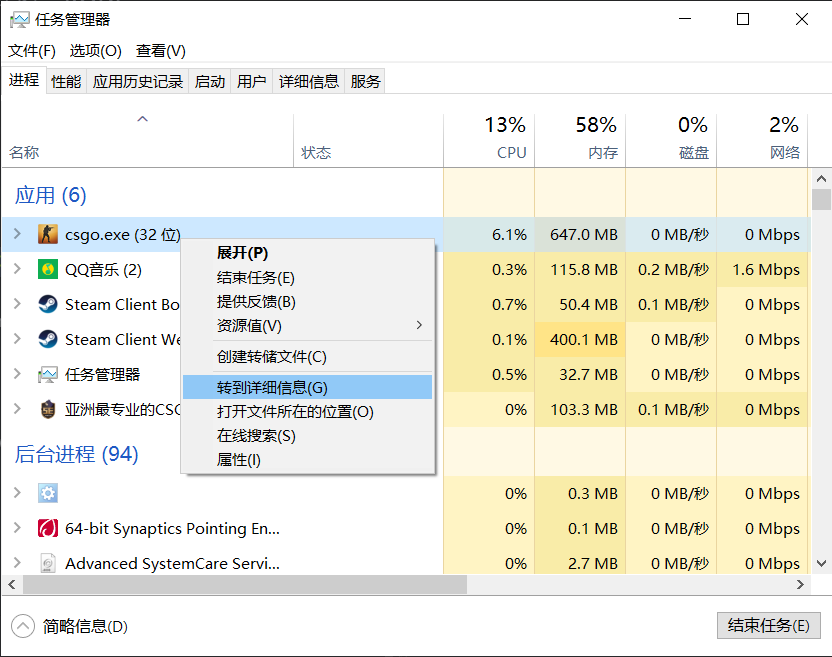 任务管理器
文件(F) 选项(O) 查看(V)
进程 性能 应用历史记录 启动 用户 详细信息 服务
13% 58% 0% 2%
名称 状态 CPU 内存 磁盘 网络
应用 (6)
csgo.exe (32 位) 6.1% 647.0 MB 0 MB/秒 0 Mbps
展开(P)
QQ音乐 (2) 0.3% 115.8 MB 0.2 MB/秒 1.6 Mbps
结束任务(E)
提供反馈(B)
Steam Client Bo 0.7% 50.4 MB 0.1 MB/秒 0 Mbps
资源值(V)
Steam Client We 0.1% 400.1 MB 0 MB/秒 0 Mbps
创建转储文件(C)
任务管理器 0.5% 32.7 MB 0 MB/秒 0 Mbps
转到详细信息(G)
亚洲最专业的CSG 0% 103.3 MB 0.1 MB/秒 0 Mbps
打开文件所在的位置(O)
在线搜索(S)
后台进程 (94)
属性(I)
0% 0.3 MB 0 MB/秒 0 Mbps
64-bit Synaptics Pointing En... 0% 0.1 MB 0 MB/秒 0 Mbps
Advanced SystemCare Servi... 0% 2.7 MB 0 MB/秒 0 Mbps
简略信息(D) 结束任务(E)